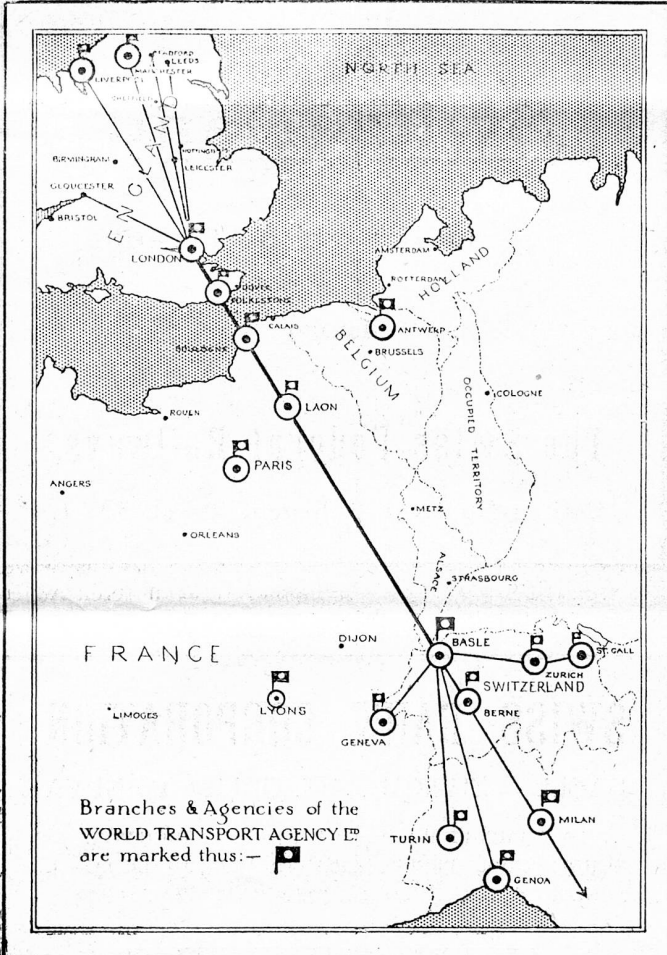 NORTH SEA
BRADFORD
LEEDS
LIVERPOOL
MANCHESTER
SHEFFIELD
NOTTINGHAM
LEICESTER
BIRMINGHAM
ENGLAND
GLOUCESTER
BRISTOL
LONDON
DOVER
FOLKESTONE
AMSTERDAM
HOLLAND
ROTTERDAM
ANTWERP
CALAIS
BOULOGNE
BELGIUM
BRUSSELS
COLOGNE
OCCUPIED TERRITORY
LAON
ROUEN
PARIS
ANGERS
METZ
ORLEANS
ALSACE
STRASBOURG
DIJON
BASLE
FRANCE
ZURICH
ST. GALL
SWITZERLAND
BERNE
LYONS
LIMOGES
GENEVA
MILAN
TURIN
GENOA
Branches & Agencies of the
WORLD TRANSPORT AGENCY LTD
are marked thus:—